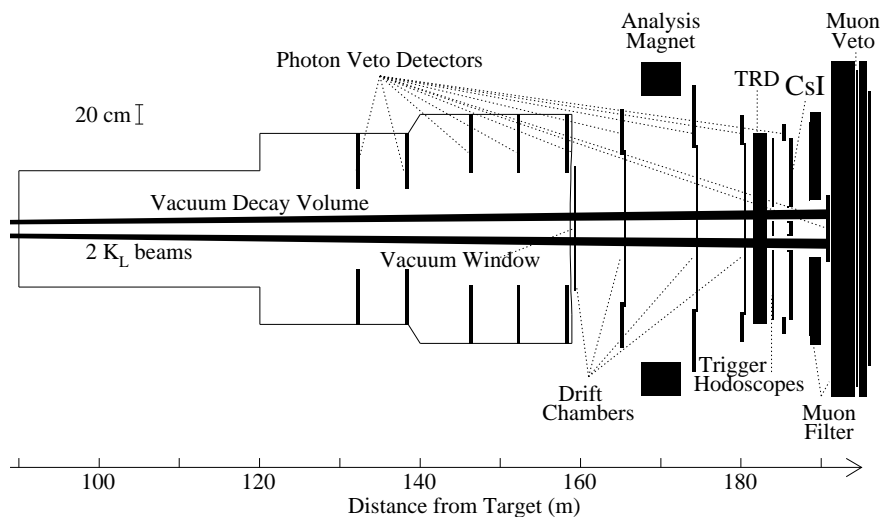 Analysis
Magnet
Muon
Veto
Photon Veto Detectors
TRD
CsI
20 cm
Vacuum Decay Volume
2 K_L beams
Vacuum Window
Drift
Chambers
Trigger
Hodoscopes
Muon
Filter
100 120 140 160 180
Distance from Target (m)